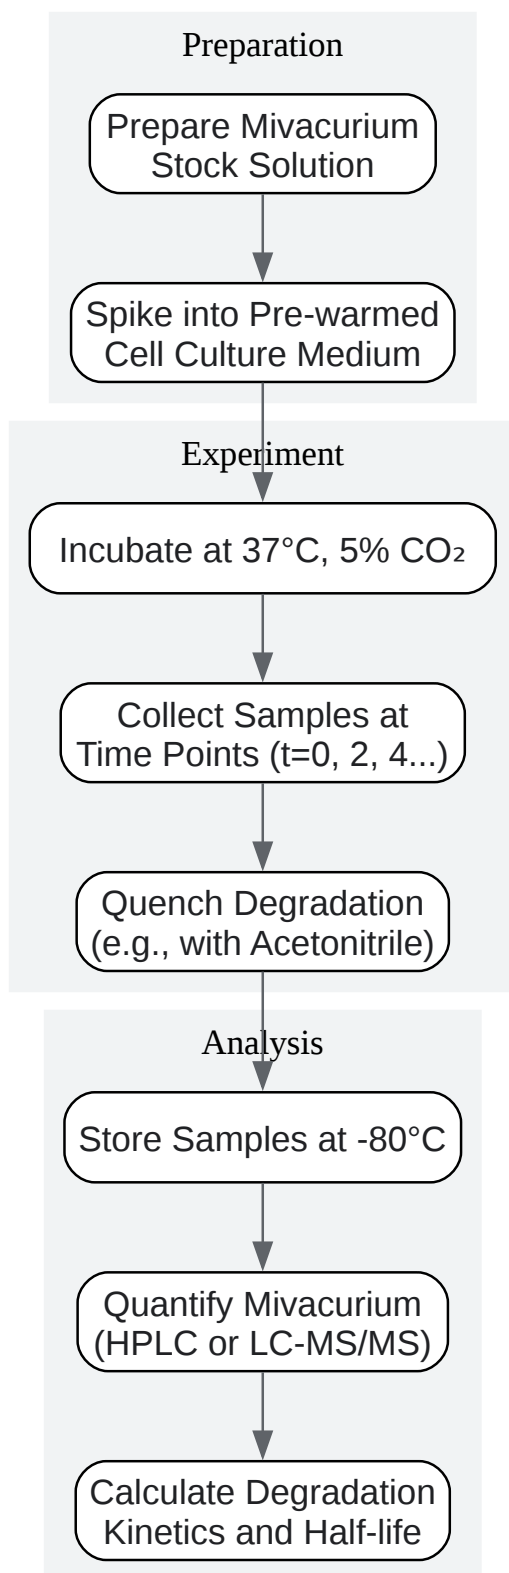 Preparation
Prepare Mivacurium
Stock Solution
Spike into Pre-warmed
Cell Culture Medium
Experiment
Incubate at 37°C, 5% CO₂
Collect Samples at
Time Points (t=0, 2, 4...)
Quench Degradation
(e.g., with Acetonitrile)
Analysis
Store Samples at -80°C
Quantify Mivacurium
(HPLC or LC-MS/MS)
Calculate Degradation
Kinetics and Half-life